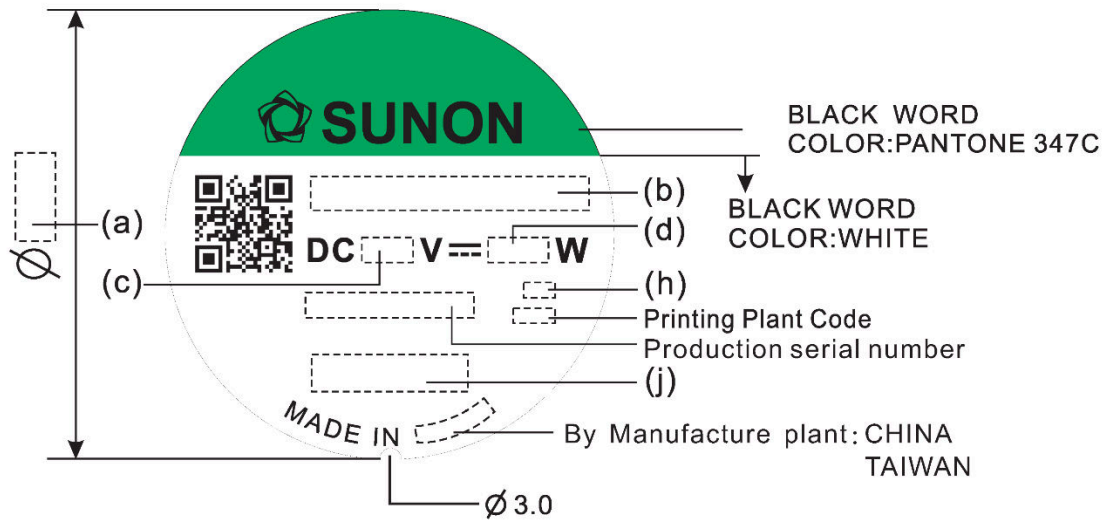 SUNON
BLACK WORD
COLOR:PANTONE 347C
(a)
Ø
(b)
BLACK WORD
COLOR:WHITE
DC V W
(d)
(c)
(h)
Printing Plant Code
Production serial number
(j)
MADE IN
By Manufacture plant: CHINA
TAIWAN
Ø 3.0